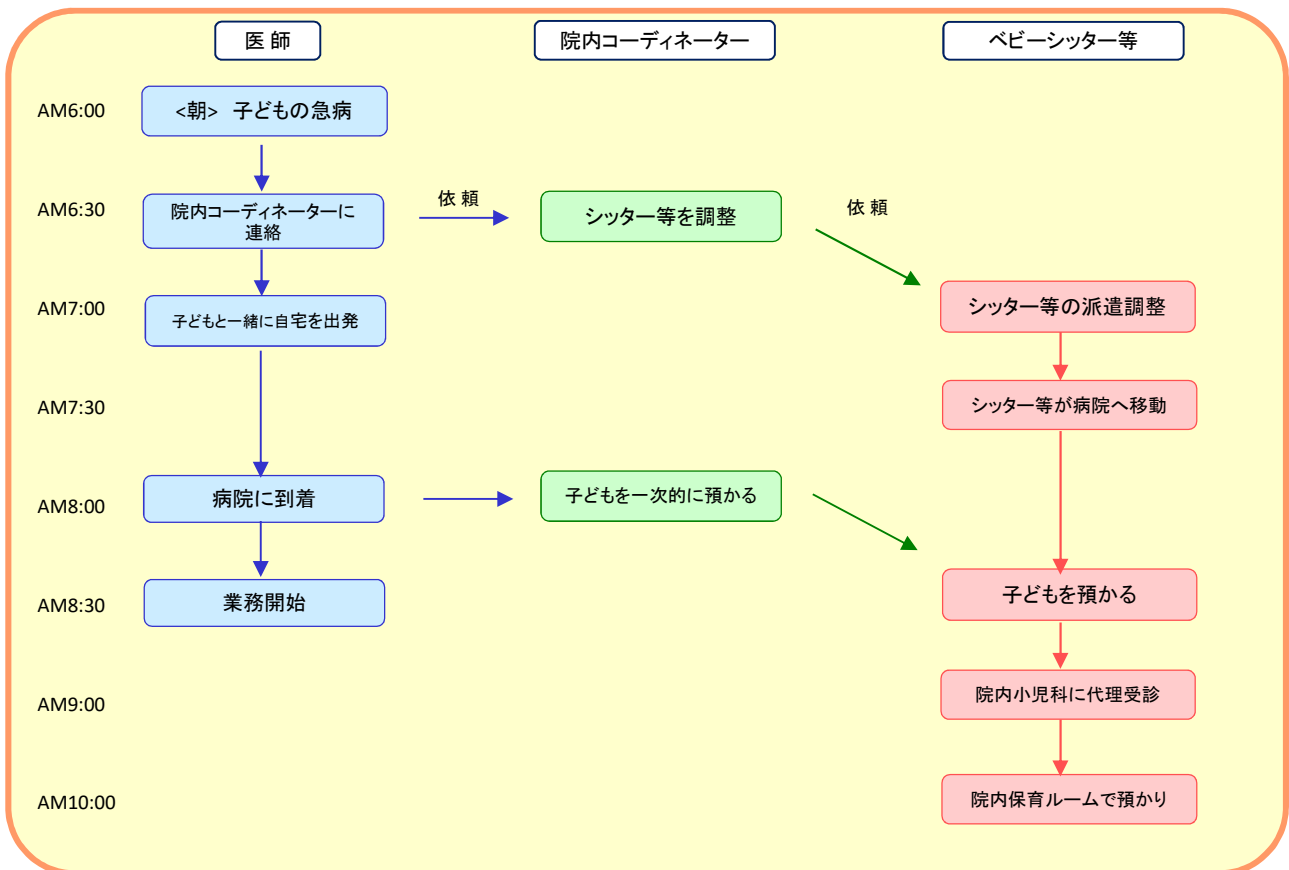 医 師
院内コーディネーター
ベビーシッター等
AM6:00
<朝> 子どもの急病
AM6:30
院内コーディネーターに
連絡
依 頼
シッター等を調整
依 頼
AM7:00
子どもと一緒に自宅を出発
シッター等の派遣調整
AM7:30
シッター等が病院へ移動
AM8:00
病院に到着
子どもを一次的に預かる
AM8:30
業務開始
子どもを預かる
AM9:00
院内小児科に代理受診
AM10:00
院内保育ルームで預かり